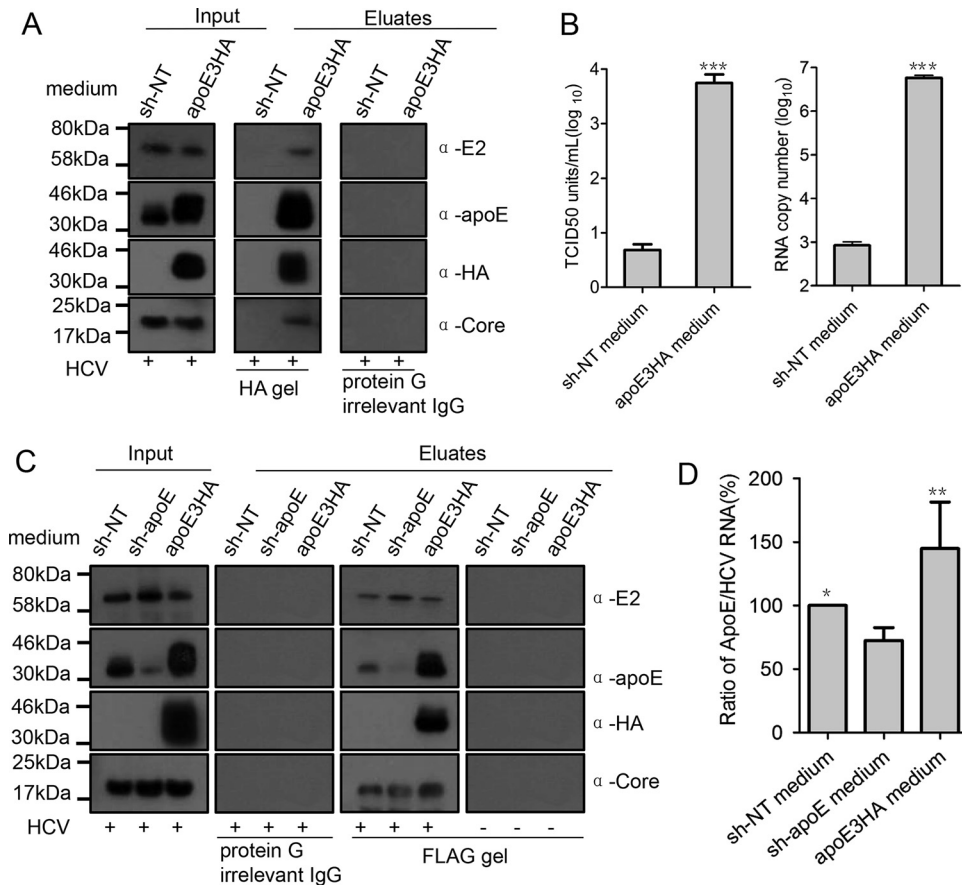 A
Input
Eluates
medium
sh-NT
apoE3HA
sh-NT
apoE3HA
sh-NT
apoE3HA
80kDa
58kDa
α-E2
46kDa
30kDa
α-apoE
46kDa
30kDa
α-HA
25kDa
17kDa
α-Core
HCV + + + + + +
HA gel
protein G
irrelevant IgG
B
TCID50 units/mL(log 10)
4
3
2
1
0
***
sh-NT medium
apoE3HA medium
RNA copy number (log10)
7
6
5
4
3
2
***
sh-NT medium
apoE3HA medium
C
Input
Eluates
medium
sh-NT
sh-apoE
apoE3HA
sh-NT
sh-apoE
apoE3HA
sh-NT
sh-apoE
apoE3HA
sh-NT
sh-apoE
apoE3HA
80kDa
58kDa
α-E2
46kDa
30kDa
α-apoE
46kDa
30kDa
α-HA
25kDa
17kDa
α-Core
HCV + + + + + + + + + - - -
protein G
irrelevant IgG
FLAG gel
D
Ratio of ApoE/HCV RNA(%)
200
150
100
50
0
*
**
sh-NT medium
sh-apoE medium
apoE3HA medium